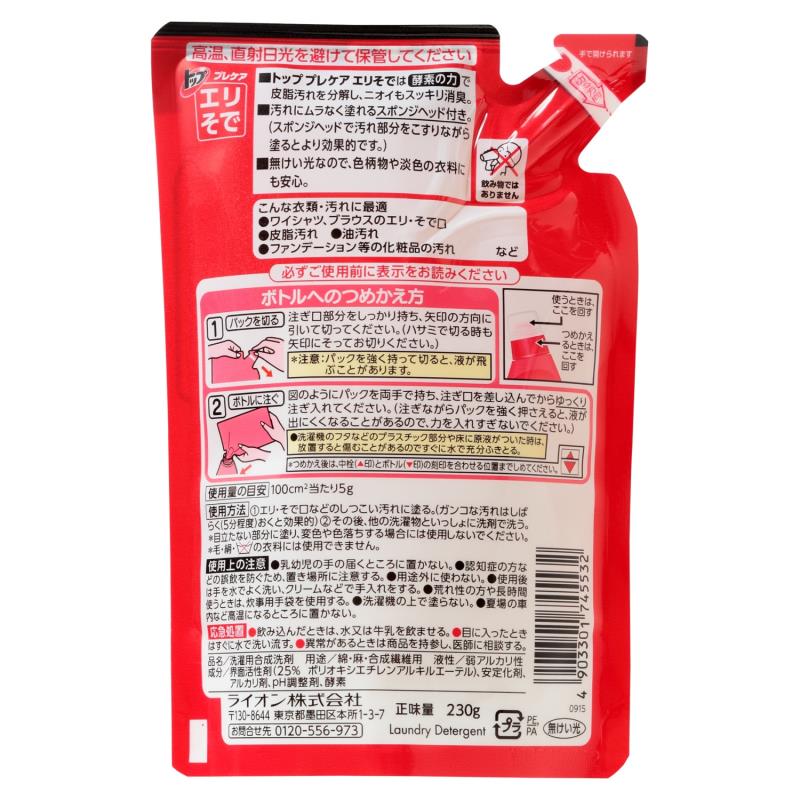 高温、直射日光を避けて保管してください
手で開けられます
トップ プレケア
エリそで
■トップ プレケア エリそでは 酵素の力 で
皮脂汚れを分解し、ニオイもスッキリ消臭。
■汚れにムラなく塗れるスポンジヘッド付き。
(スポンジヘッドで汚れ部分をこすりながら
塗るとより効果的です。)
■無けい光なので、色柄物や淡色の衣料に
も安心。
飲み物では
ありません
こんな衣類・汚れに最適
●ワイシャツ、ブラウスのエリ・そで口
●皮脂汚れ ●油汚れ
●ファンデーション等の化粧品の汚れ など
必ずご使用前に表示をお読みください
ボトルへのつめかえ方
1 パックを切る
注ぎ口部分をしっかり持ち、矢印の方向に
引いて切ってください。(ハサミで切る時も
矢印にそってお切りください。)
*注意:パックを強く持って切ると、液が飛
ぶことがあります。
使うときは、
ここを回す
つめかえ
るときは、
ここを
回す
2 ボトルに注ぐ
図のようにパックを両手で持ち、注ぎ口を差し込んでからゆっくり
注ぎ入れてください。(注ぎながらパックを強く押さえると、液が
出にくくなることがあるので、力を入れすぎないでください。)
●洗濯機のフタなどのプラスチック部分や床に原液がついた時は、
放置すると傷むことがあるのですぐに水で充分ふきとる。
*つめかえ後は、中栓(▲印)とボトル(▼印)の刻印を合わせる位置までしめてください。
使用量の目安 100cm²当たり5g
使用方法 ①エリ・そで口などのしつこい汚れに塗る。(ガンコな汚れはしば
らく(5分程度)おくと効果的) ②その後、他の洗濯物といっしょに洗剤で洗う。
*目立たない部分に塗り、変色や色落ちする場合には使用しないでください。
*毛・絹・の衣料には使用できません。
使用上の注意 ●乳幼児の手の届くところに置かない。●認知症の方な
どの誤飲を防ぐため、置き場所に注意する。●用途外に使わない。●使用後
は手を水でよく洗い、クリームなどで手入れをする。●荒れ性の方や長時間
使うときは、炊事用手袋を使用する。●洗濯機の上で塗らない。●夏場の車
内など高温になるところに置かない。
応急処置 ●飲み込んだときは、水又は牛乳を飲ませる。●目に入ったとき
はすぐに水で洗い流す。●異常があるときは商品を持参し、医師に相談する。
品名/洗濯用合成洗剤 用途/綿・麻・合成繊維用 液性/弱アルカリ性
成分/界面活性剤(25% ポリオキシエチレンアルキルエーテル)、安定化剤、
アルカリ剤、pH調整剤、酵素
ライオン株式会社
〒130-8644 東京都墨田区本所1-3-7
お問合せ先 0120-556-973
正味量 230g
Laundry Detergent
プラ
PE,
PA
無けい光
0915
4 903301 745532